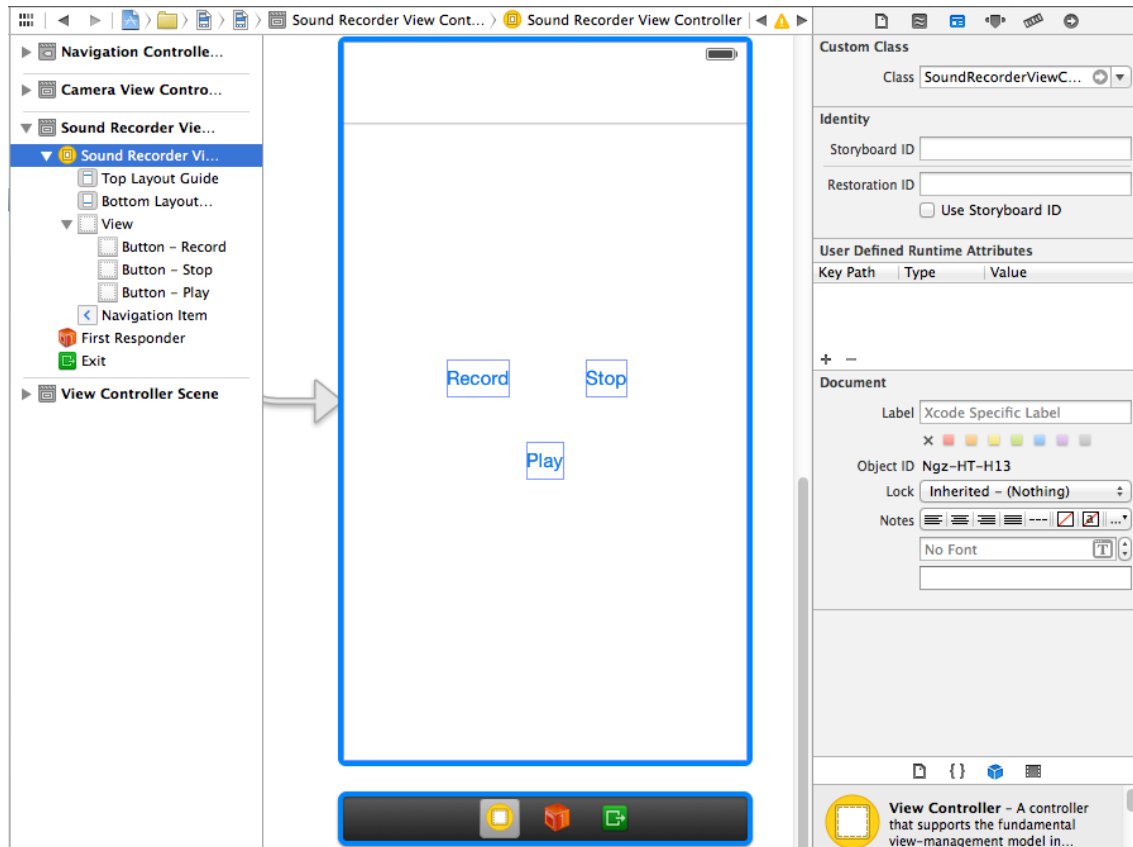 Sound Recorder View Cont... Sound Recorder View Controller
Navigation Controlle...
Camera View Contro...
Sound Recorder Vie...
Sound Recorder Vi...
Top Layout Guide
Bottom Layout...
View
Button – Record
Button – Stop
Button – Play
Navigation Item
First Responder
Exit
View Controller Scene
Record
Stop
Play
Custom Class
Class SoundRecorderViewC...
Identity
Storyboard ID
Restoration ID
Use Storyboard ID
User Defined Runtime Attributes
Key Path Type Value
Document
Label Xcode Specific Label
Object ID Ngz-HT-H13
Lock Inherited – (Nothing)
Notes
No Font
View Controller – A controller
that supports the fundamental
view-management model in...